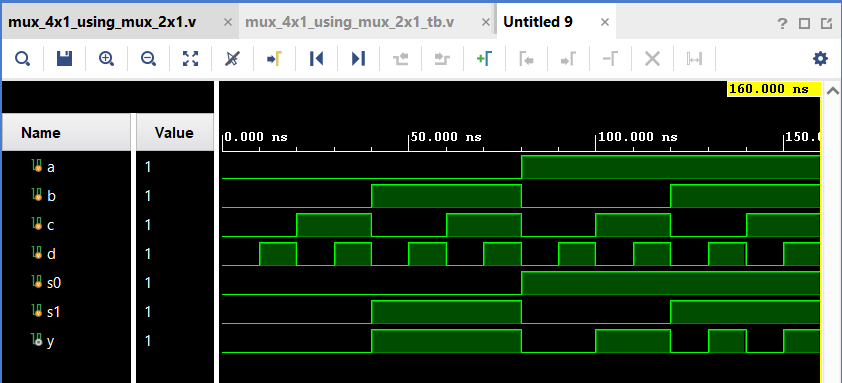 mux_4x1_using_mux_2x1.v × mux_4x1_using_mux_2x1_tb.v × Untitled 9 × ?
160.000 ns
Name Value
0.000 ns 50.000 ns 100.000 ns 150.0
a 1
b 1
c 1
d 1
s0 1
s1 1
y 1